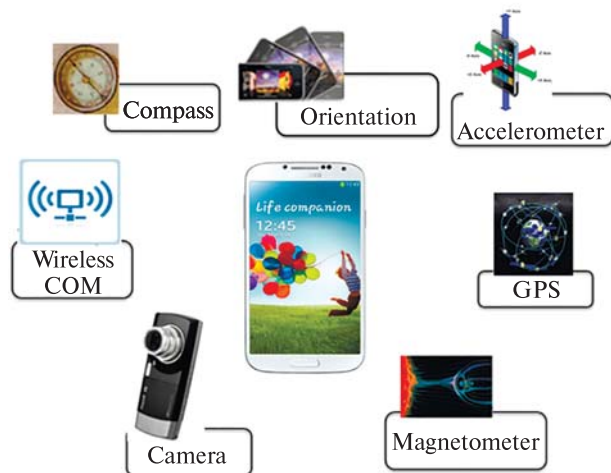 Compass
Orientation
Accelerometer
Wireless
COM
Life companion
12:45
GPS
Camera
Magnetometer